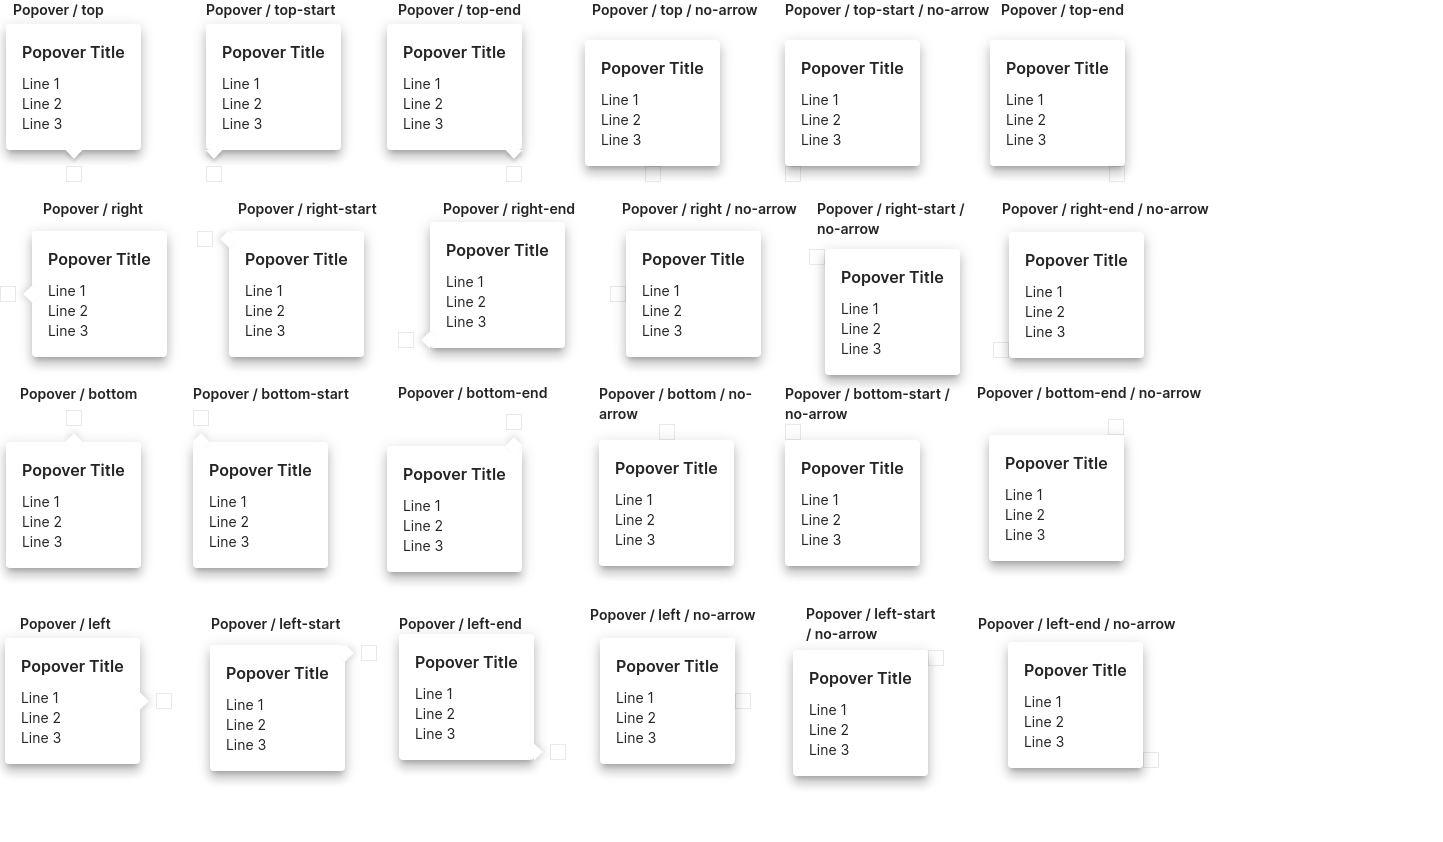 Popover / top
Popover Title
Line 1
Line 2
Line 3
Popover / top-start
Popover Title
Line 1
Line 2
Line 3
Popover / top-end
Popover Title
Line 1
Line 2
Line 3
Popover / top / no-arrow
Popover Title
Line 1
Line 2
Line 3
Popover / top-start / no-arrow
Popover Title
Line 1
Line 2
Line 3
Popover / top-end
Popover Title
Line 1
Line 2
Line 3
Popover / right
Popover Title
Line 1
Line 2
Line 3
Popover / right-start
Popover Title
Line 1
Line 2
Line 3
Popover / right-end
Popover Title
Line 1
Line 2
Line 3
Popover / right / no-arrow
Popover Title
Line 1
Line 2
Line 3
Popover / right-start /
no-arrow
Popover Title
Line 1
Line 2
Line 3
Popover / right-end / no-arrow
Popover Title
Line 1
Line 2
Line 3
Popover / bottom
Popover Title
Line 1
Line 2
Line 3
Popover / bottom-start
Popover Title
Line 1
Line 2
Line 3
Popover / bottom-end
Popover Title
Line 1
Line 2
Line 3
Popover / bottom / no-
arrow
Popover Title
Line 1
Line 2
Line 3
Popover / bottom-start /
no-arrow
Popover Title
Line 1
Line 2
Line 3
Popover / bottom-end / no-arrow
Popover Title
Line 1
Line 2
Line 3
Popover / left
Popover Title
Line 1
Line 2
Line 3
Popover / left-start
Popover Title
Line 1
Line 2
Line 3
Popover / left-end
Popover Title
Line 1
Line 2
Line 3
Popover / left / no-arrow
Popover Title
Line 1
Line 2
Line 3
Popover / left-start
/ no-arrow
Popover Title
Line 1
Line 2
Line 3
Popover / left-end / no-arrow
Popover Title
Line 1
Line 2
Line 3